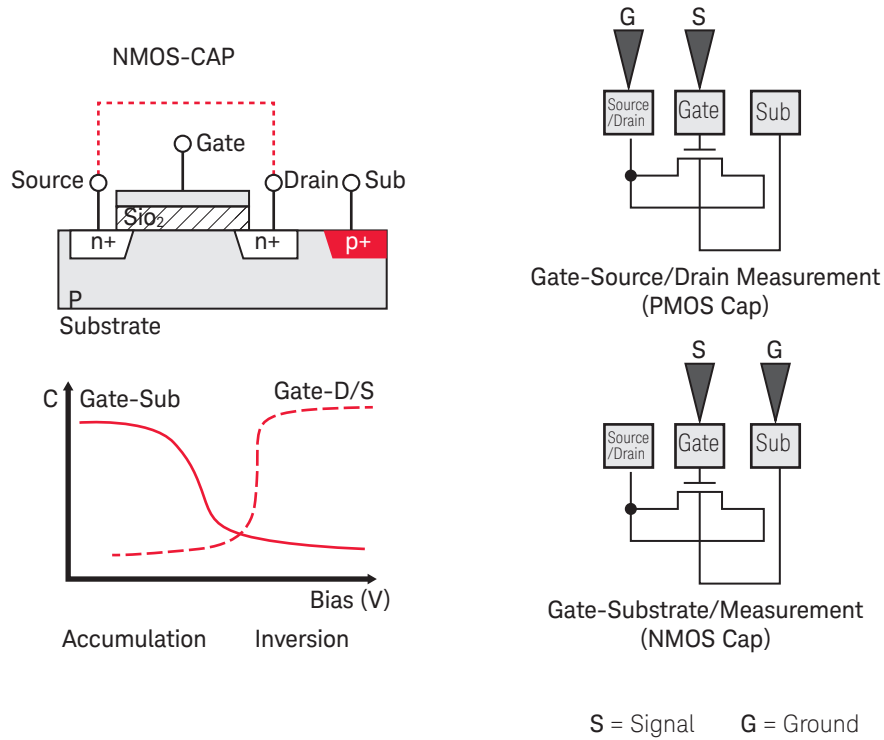 NMOS-CAP
Gate
Source
Drain
Sub
Sio₂
n+
n+
p+
P
Substrate
C
Gate-Sub
Gate-D/S
Bias (V)
Accumulation
Inversion
G
S
Source
/Drain
Gate
Sub
Gate-Source/Drain Measurement
(PMOS Cap)
S
G
Source
/Drain
Gate
Sub
Gate-Substrate/Measurement
(NMOS Cap)
S = Signal
G = Ground